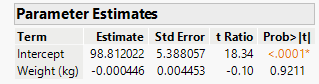 Parameter Estimates
Term Estimate Std Error t Ratio Prob>|t|
Intercept 98.812022 5.388057 18.34 <.0001*
Weight (kg) -0.000446 0.004453 -0.10 0.9211